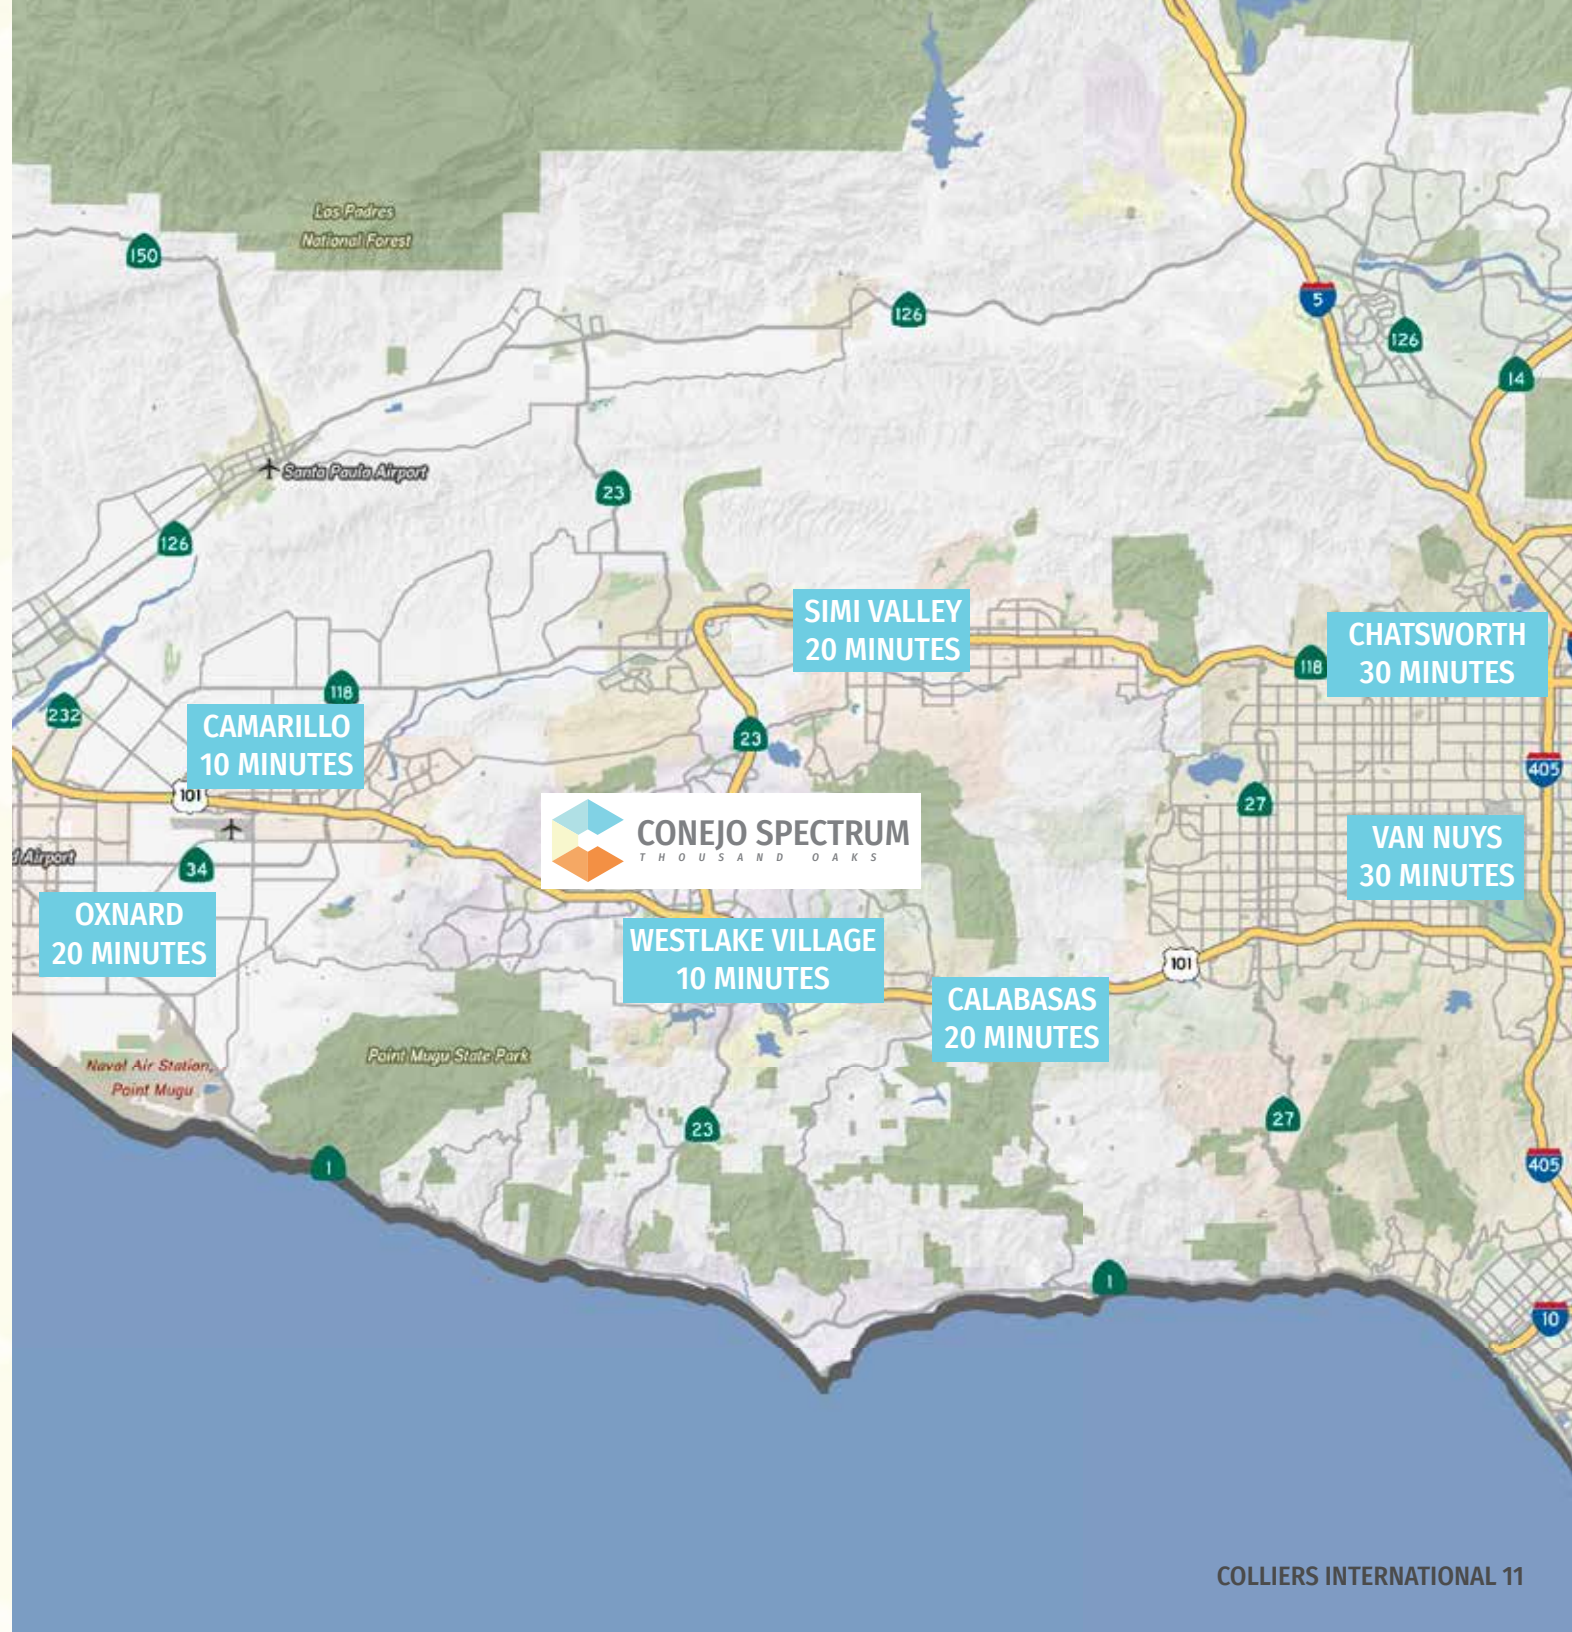 Los Padres
National Forest
150
5
126
126
14
Santa Paula Airport
23
126
SIMI VALLEY
20 MINUTES
CHATSWORTH
30 MINUTES
118
118
232
CAMARILLO
10 MINUTES
23
405
101
27
CONEJO SPECTRUM
THOUSAND OAKS
VAN NUYS
30 MINUTES
d Airport
34
OXNARD
20 MINUTES
WESTLAKE VILLAGE
10 MINUTES
101
CALABASAS
20 MINUTES
Point Mugu State Park
Naval Air Station,
Point Mugu
23
27
1
405
1
10
COLLIERS INTERNATIONAL 11